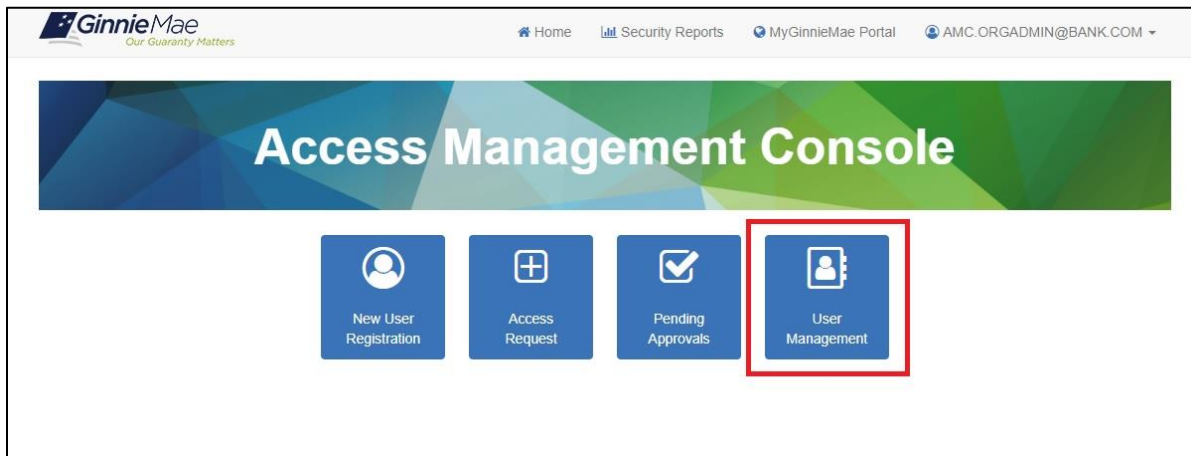 GinnieMae
Our Guaranty Matters
Home Security Reports MyGinnieMae Portal AMC.ORGADMIN@BANK.COM
Access Management Console
New User
Registration
Access
Request
Pending
Approvals
User
Management